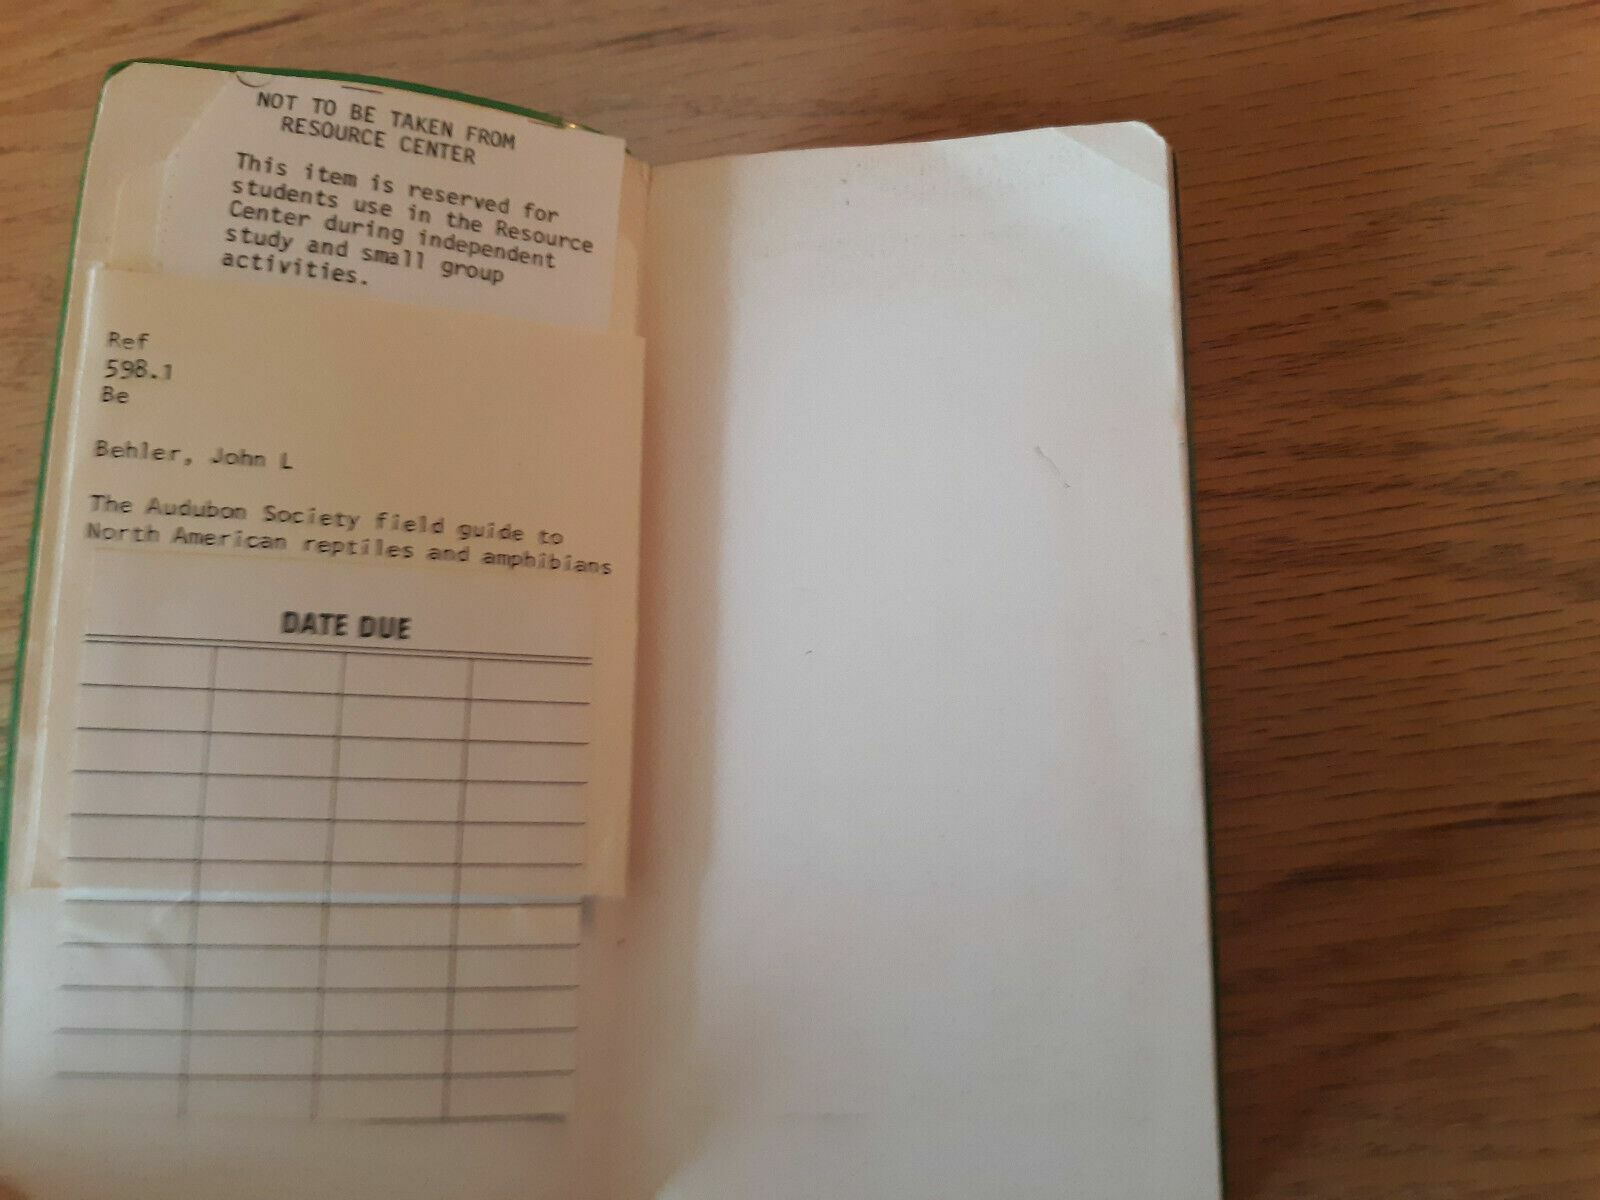 NOT TO BE TAKEN FROM
RESOURCE CENTER
This item is reserved for
students use in the Resource
Center during independent
study and small group
activities.
Ref
598.1
Be
Behler, John L
The Audubon Society field guide to
North American reptiles and amphibians
DATE DUE